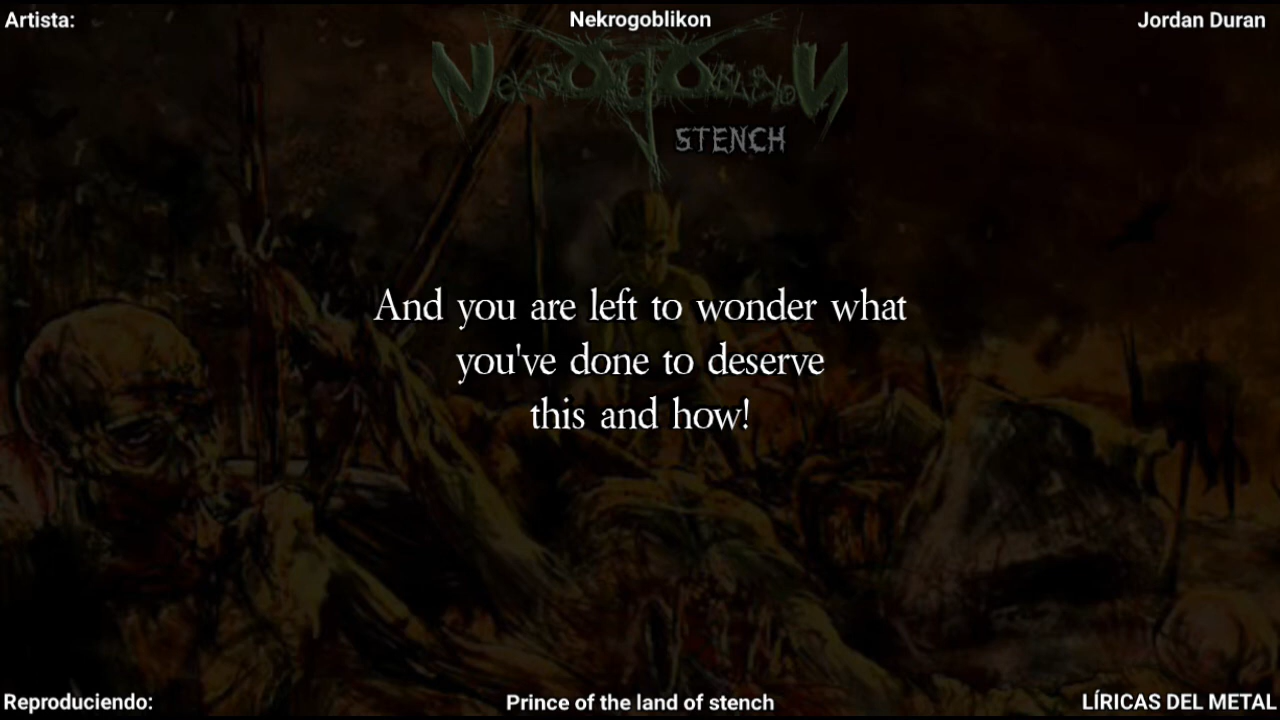 Artista:
Nekrogoblikon
Jordan Duran
NEKROGOBLIKON
STENCH
And you are left to wonder what
you've done to deserve
this and how!
Reproduciendo:
Prince of the land of stench
LÍRICAS DEL METAL